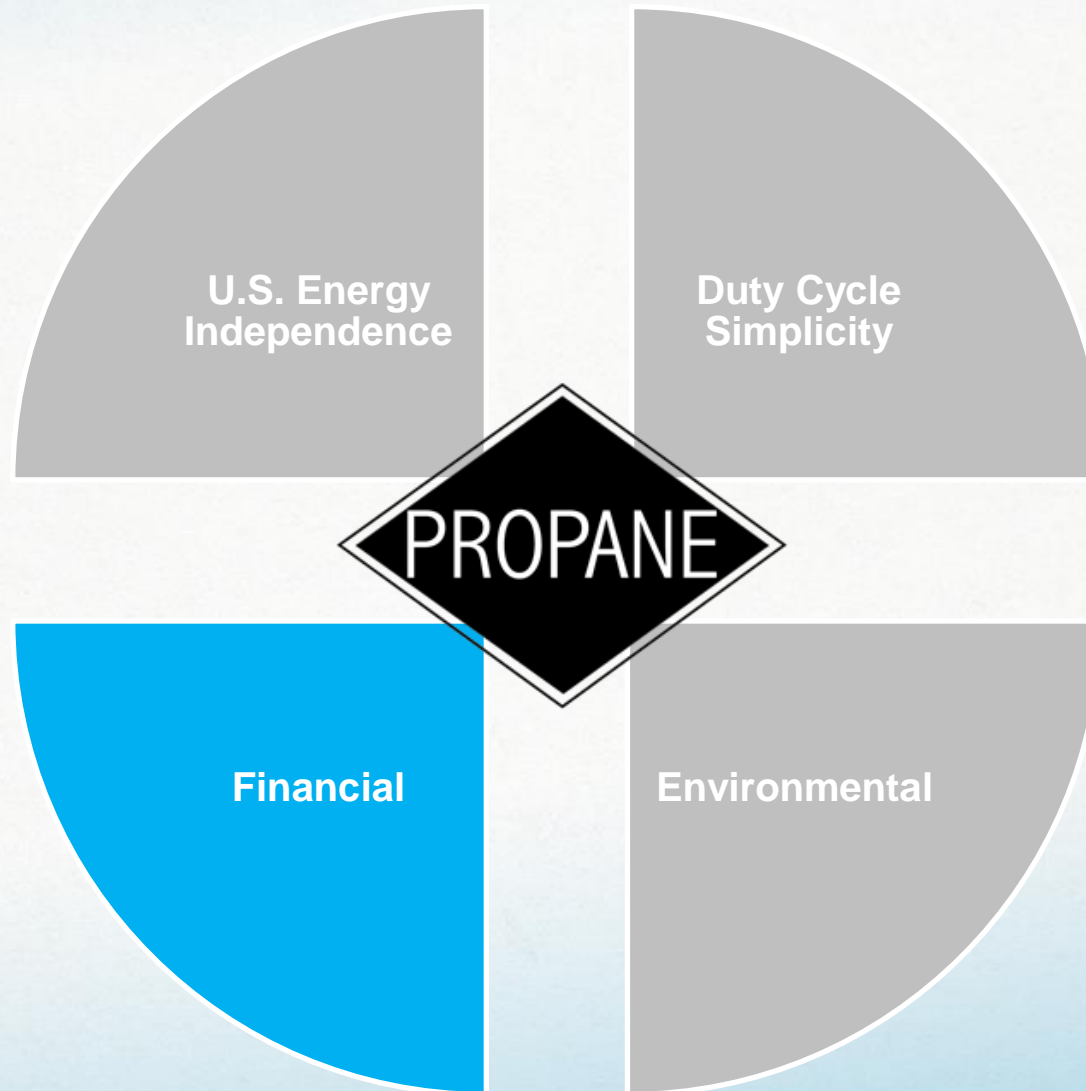 U.S. Energy
Independence
Duty Cycle
Simplicity
PROPANE
Financial
Environmental